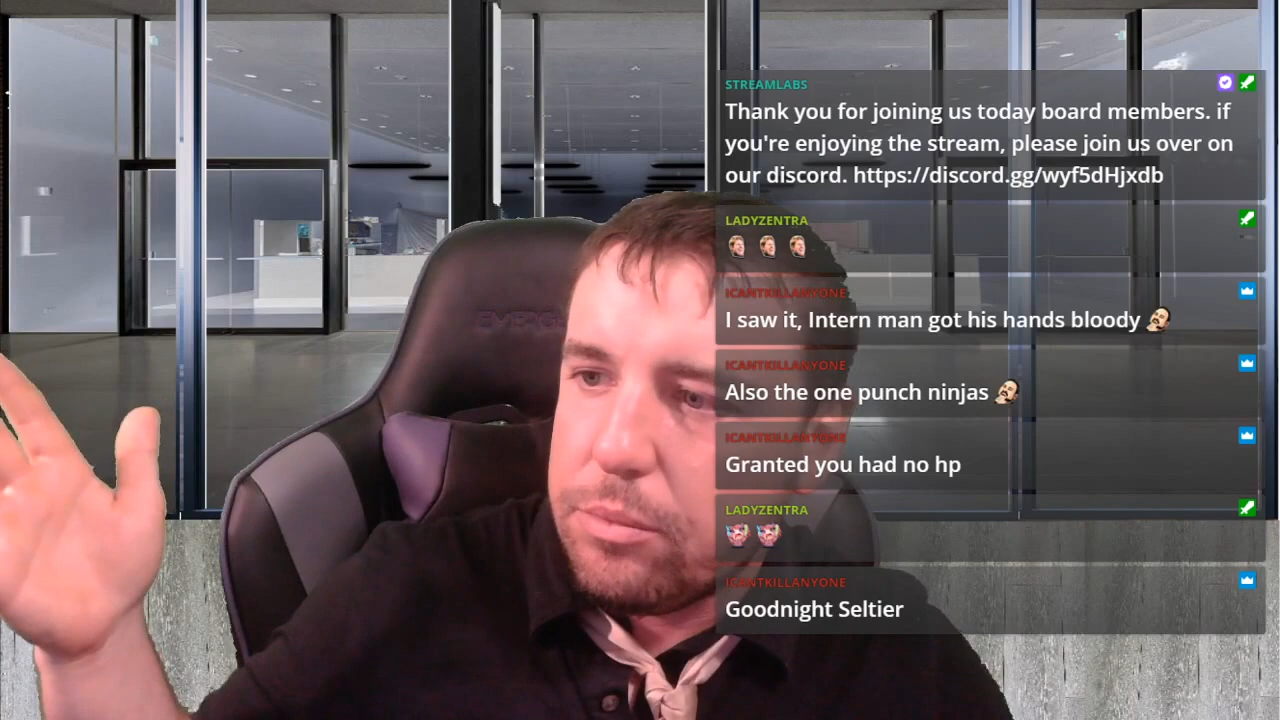 STREAMLABS
Thank you for joining us today board members. if
you're enjoying the stream, please join us over on
our discord. https://discord.gg/wyf5dHjxdb
LADYZENTRA
ICANTKILLANYONE
I saw it, Intern man got his hands bloody
ICANTKILLANYONE
Also the one punch ninjas
ICANTKILLANYONE
Granted you had no hp
LADYZENTRA
ICANTKILLANYONE
Goodnight Seltier